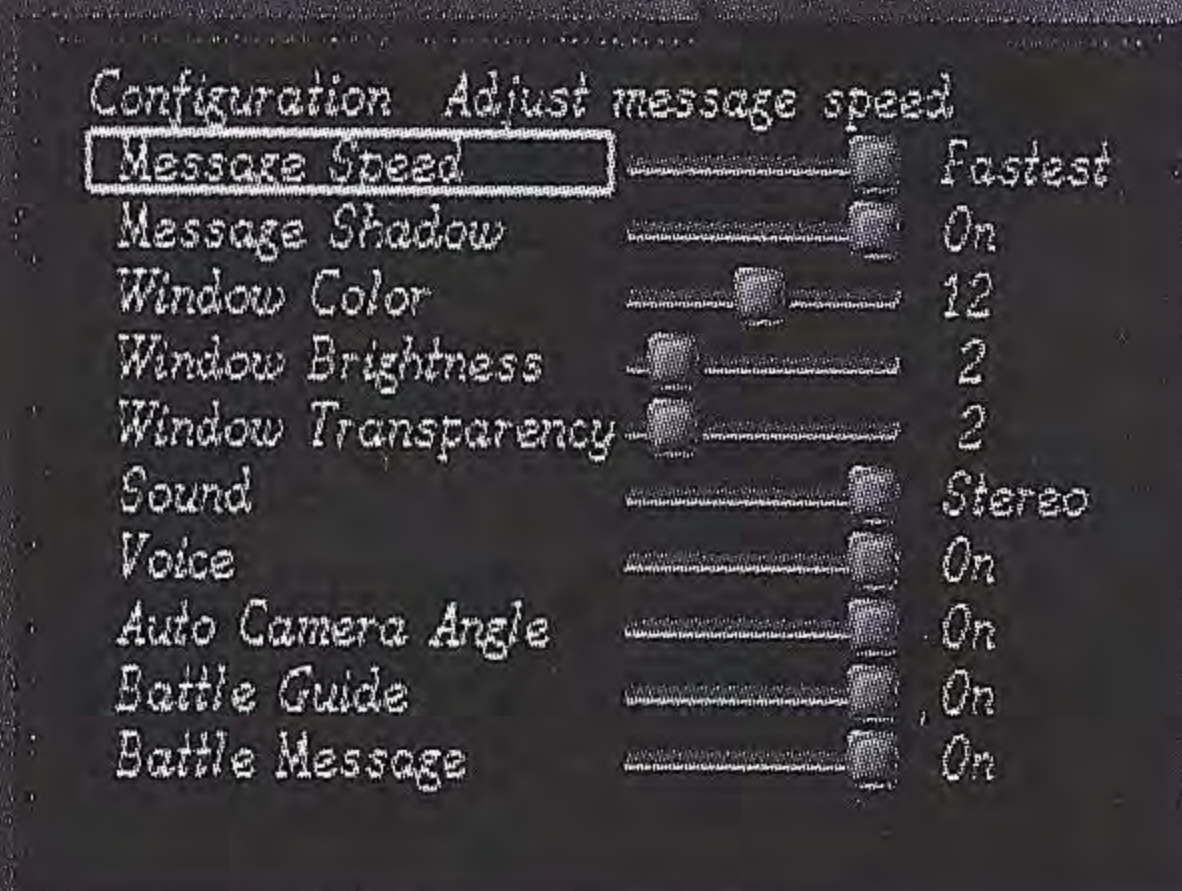 Configuration Adjust message speed
Message Speed Fastest
Message Shadow On
Window Color 12
Window Brightness 2
Window Transparency 2
Sound Stereo
Voice On
Auto Camera Angle On
Battle Guide On
Battle Message On